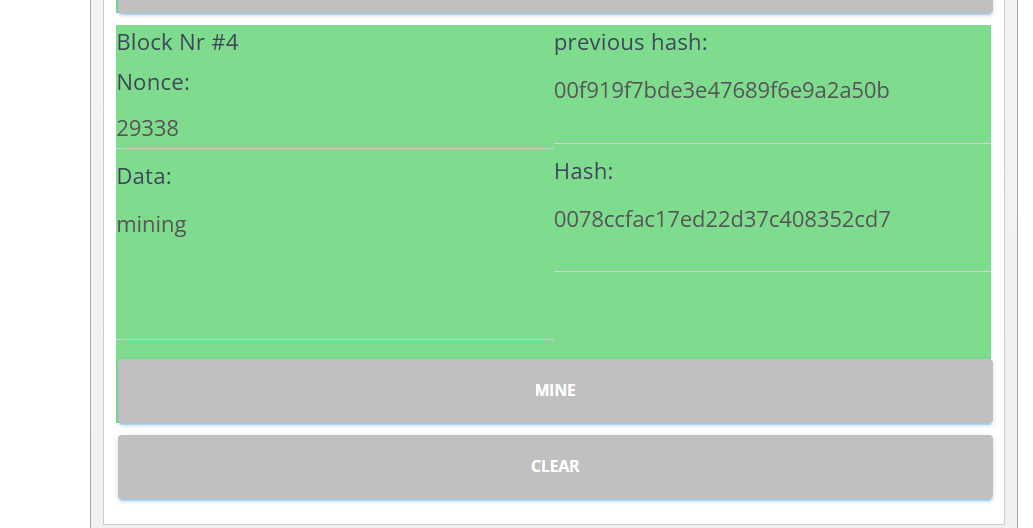 Block Nr #4
Nonce:
29338
Data:
mining
previous hash:
00f919f7bde3e47689f6e9a2a50b
Hash:
0078ccfac17ed22d37c408352cd7
MINE
CLEAR